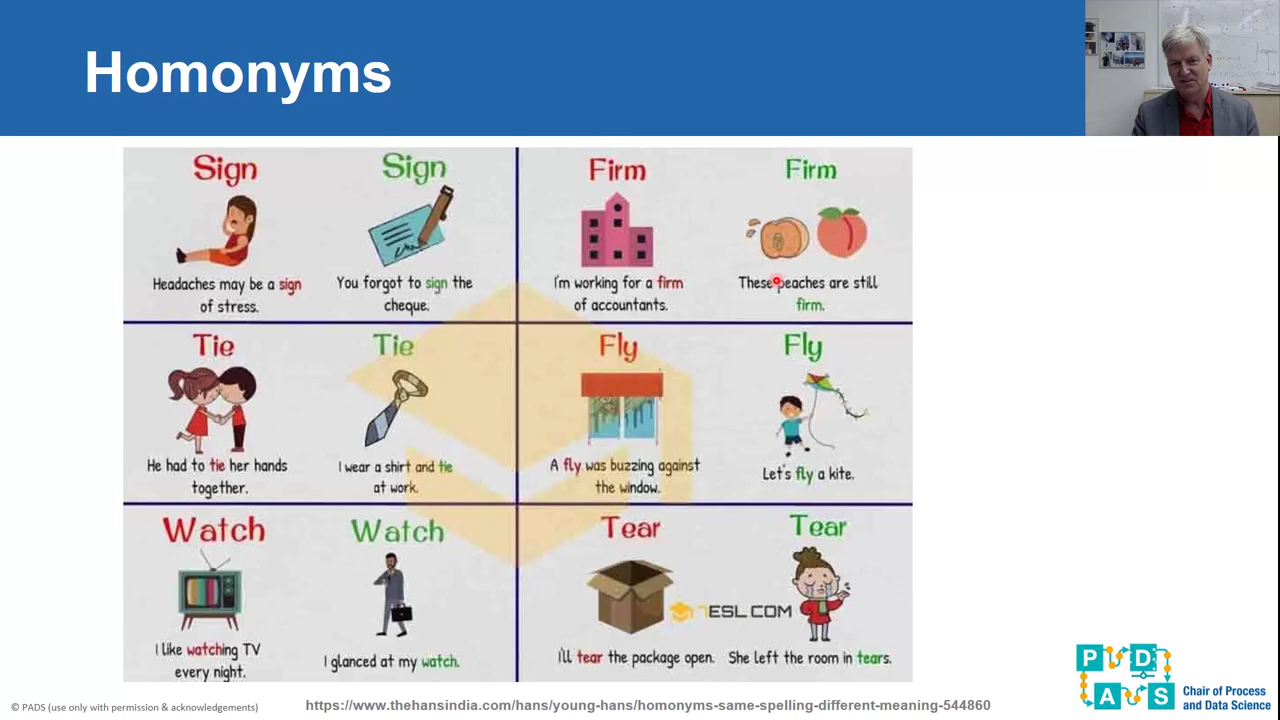 Homonyms
Sign
Headaches may be a sign
of stress.
Sign
You forgot to sign the
cheque.
Firm
I'm working for a firm
of accountants.
Firm
These peaches are still
firm.
Tie
He had to tie her hands
together.
Tie
I wear a shirt and tie
at work.
Fly
A fly was buzzing against
the window.
Fly
Let's fly a kite.
Watch
I like watching TV
every night.
Watch
I glanced at my watch.
Tear
I'll tear the package open.
7ESL.COM
Tear
She left the room in tears.
© PADS (use only with permission & acknowledgements)
https://www.thehansindia.com/hans/young-hans/homonyms-same-spelling-different-meaning-544860
P D
A S
Chair of Process
and Data Science